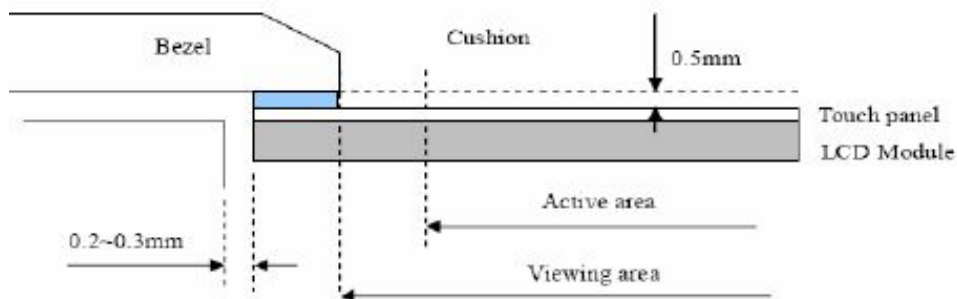 Bezel
Cushion
0.5mm
Touch panel
LCD Module
Active area
0.2~0.3mm
Viewing area